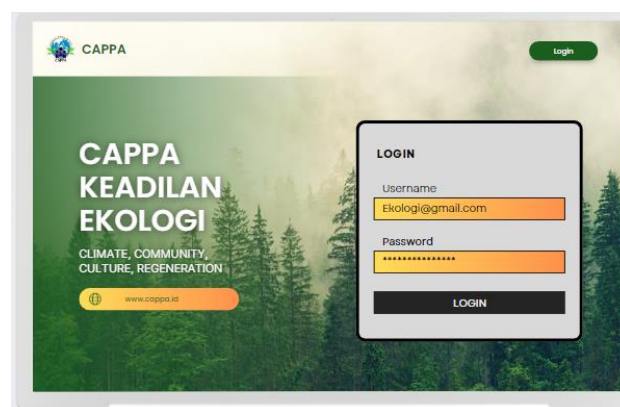 CAPPA
Login
CAPPA
KEADILAN
EKOLOGI
CLIMATE, COMMUNITY,
CULTURE, REGENERATION
www.cappa.id
LOGIN
Username
Ekologi@gmail.com
Password
***************
LOGIN